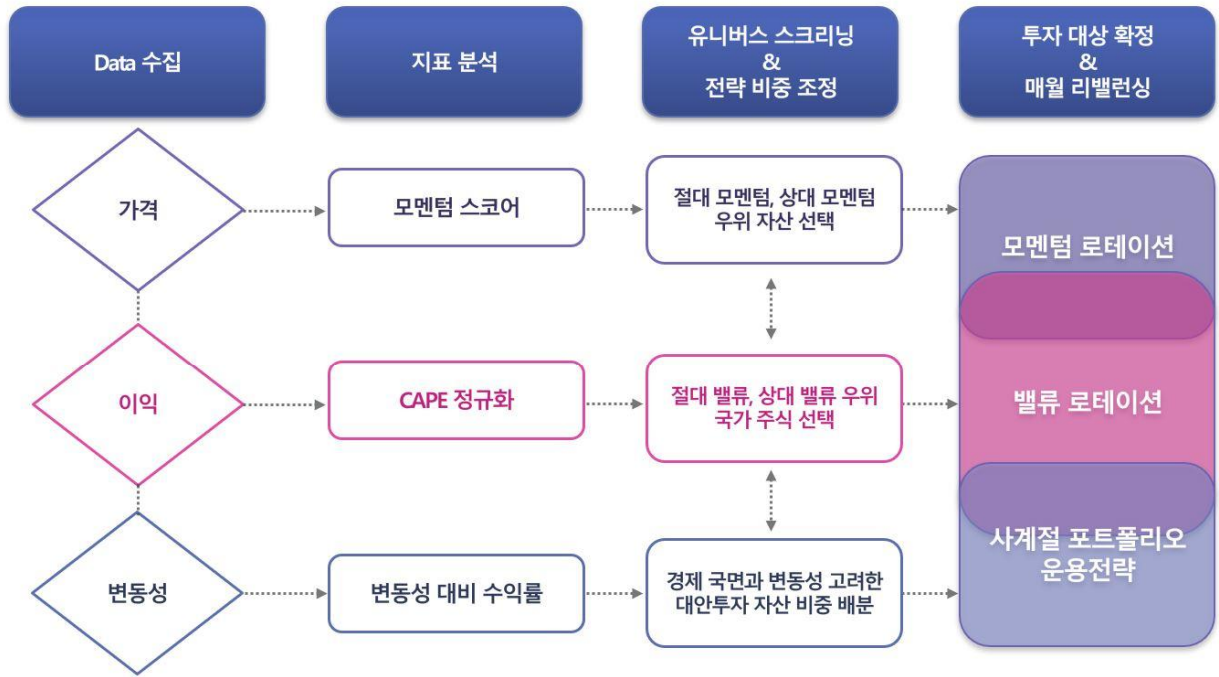 Data 수집
지표 분석
유니버스 스크리닝
&
전략 비중 조정
투자 대상 확정
&
매월 리밸런싱
가격
모멘텀 스코어
절대 모멘텀, 상대 모멘텀
우위 자산 선택
모멘텀 로테이션
이익
CAPE 정규화
절대 밸류, 상대 밸류 우위
국가 주식 선택
밸류 로테이션
변동성
변동성 대비 수익률
경제 국면과 변동성 고려한
대안투자 자산 비중 배분
사계절 포트폴리오
운용전략